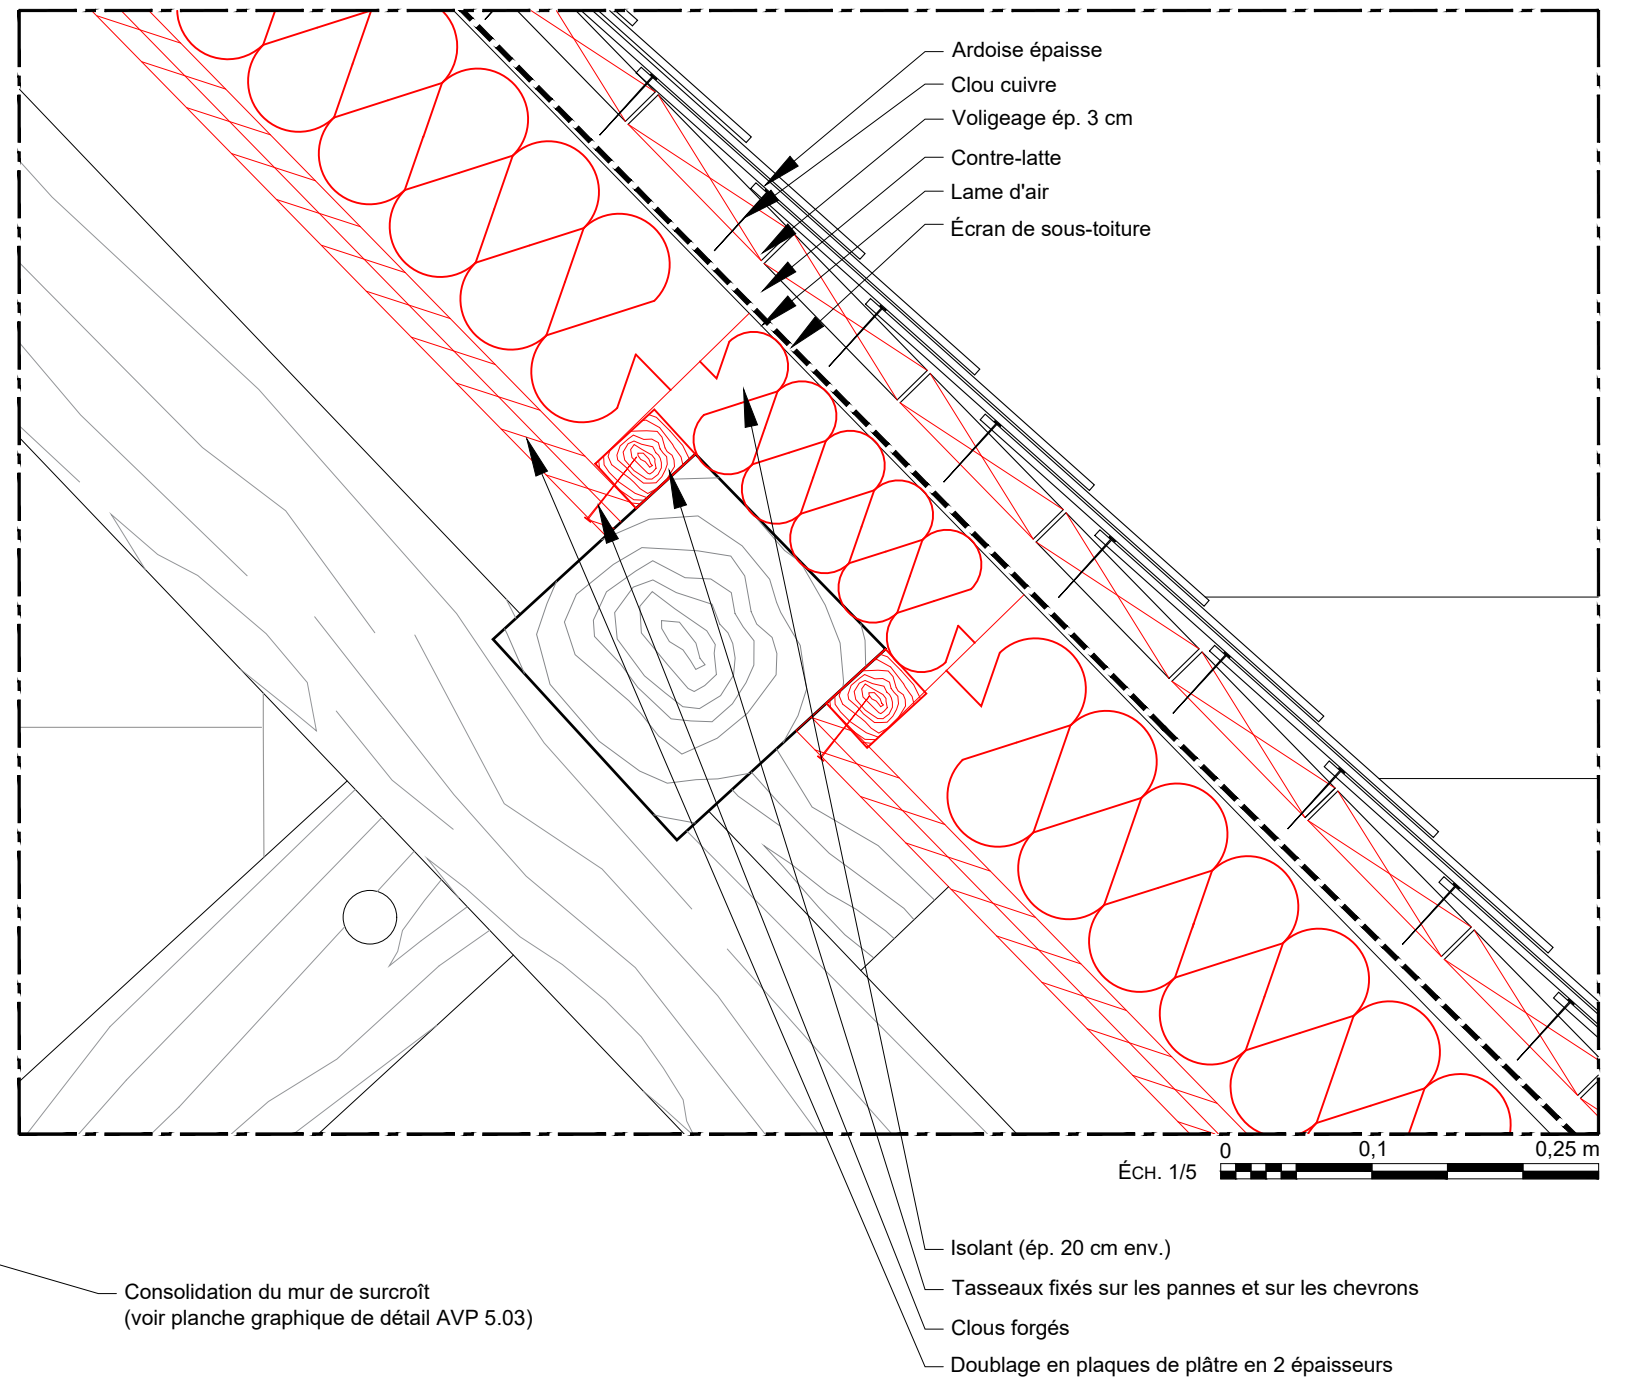 Ardoise épaisse
Clou cuivre
Voligeage ép. 3 cm
Contre-latte
Lame d'air
Écran de sous-toiture
0 0,1 0,25 m
ÉCH. 1/5
Isolant (ép. 20 cm env.)
Tasseaux fixés sur les pannes et sur les chevrons
Clous forgés
Doublage en plaques de plâtre en 2 épaisseurs
Consolidation du mur de surcroît
(voir planche graphique de détail AVP 5.03)